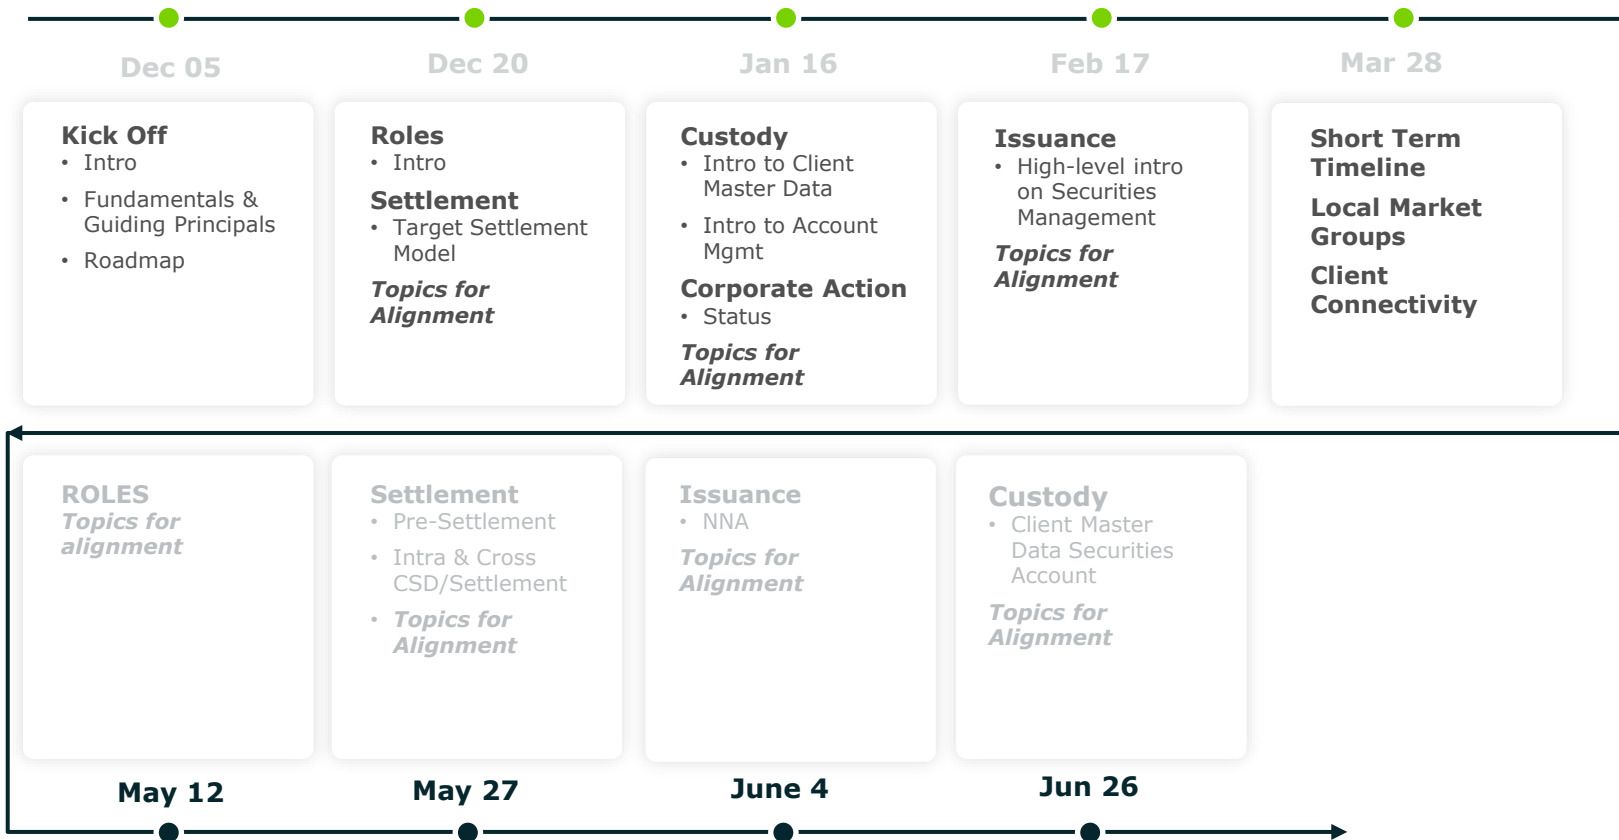 Dec 05
Dec 20
Jan 16
Feb 17
Mar 28
Kick Off
• Intro
• Fundamentals &
Guiding Principals
• Roadmap
Roles
• Intro
Settlement
• Target Settlement
Model
Topics for
Alignment
Custody
• Intro to Client
Master Data
• Intro to Account
Mgmt
Corporate Action
• Status
Topics for
Alignment
Issuance
• High-level intro
on Securities
Management
Topics for
Alignment
Short Term
Timeline
Local Market
Groups
Client
Connectivity
ROLES
Topics for
alignment
Settlement
• Pre-Settlement
• Intra & Cross
CSD/Settlement
• Topics for
Alignment
Issuance
• NNA
Topics for
Alignment
Custody
• Client Master
Data Securities
Account
Topics for
Alignment
May 12
May 27
June 4
Jun 26